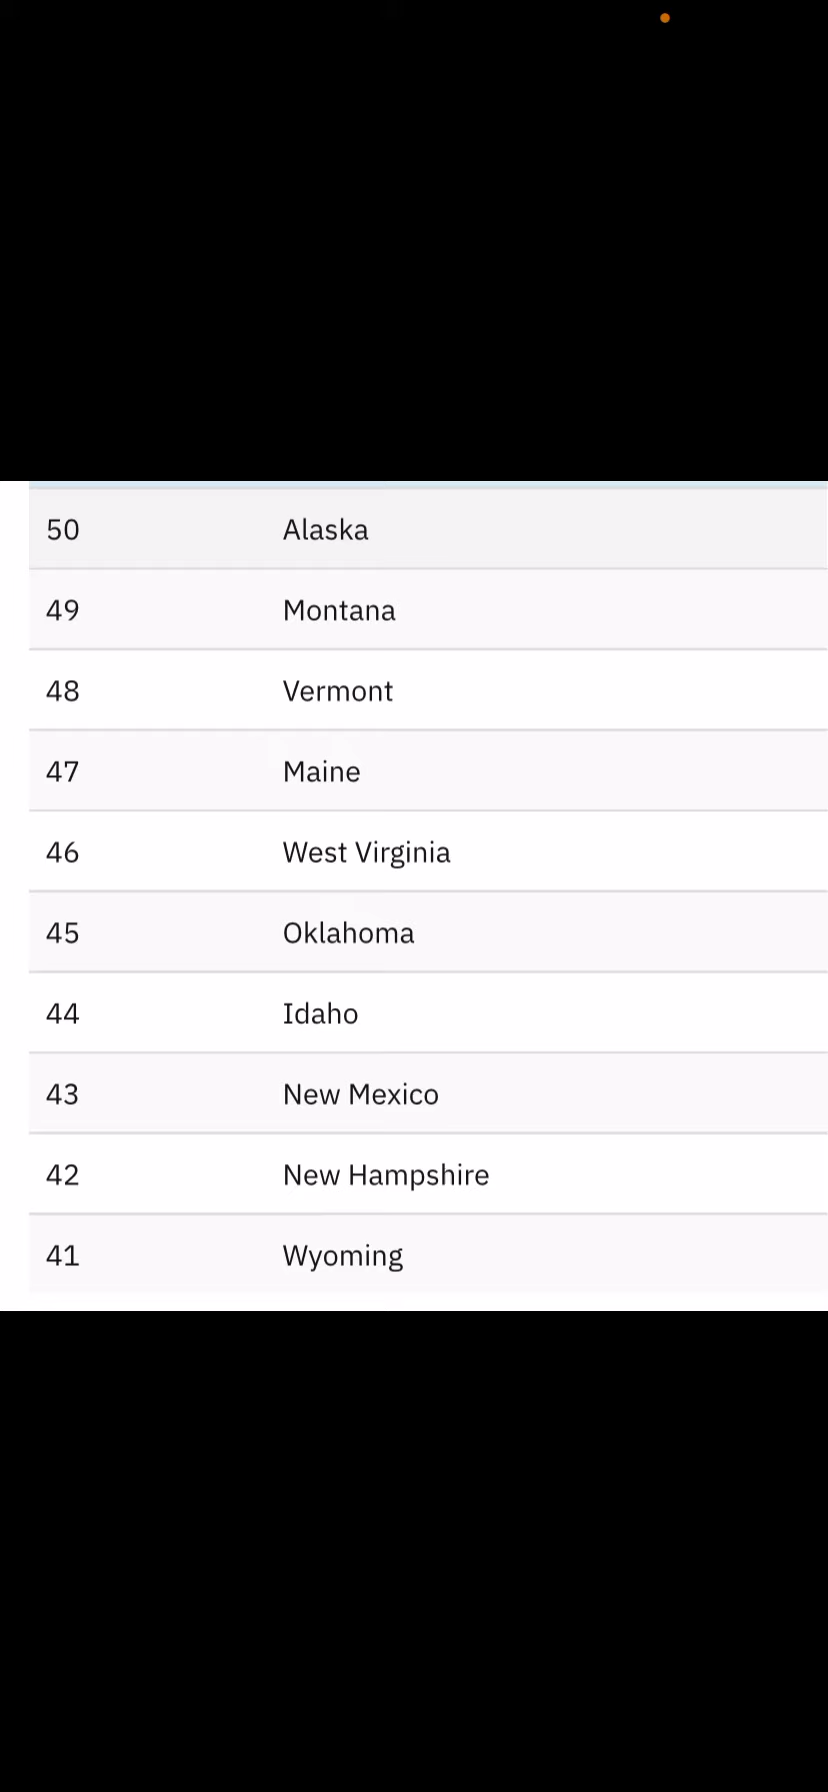 50 Alaska
49 Montana
48 Vermont
47 Maine
46 West Virginia
45 Oklahoma
44 Idaho
43 New Mexico
42 New Hampshire
41 Wyoming